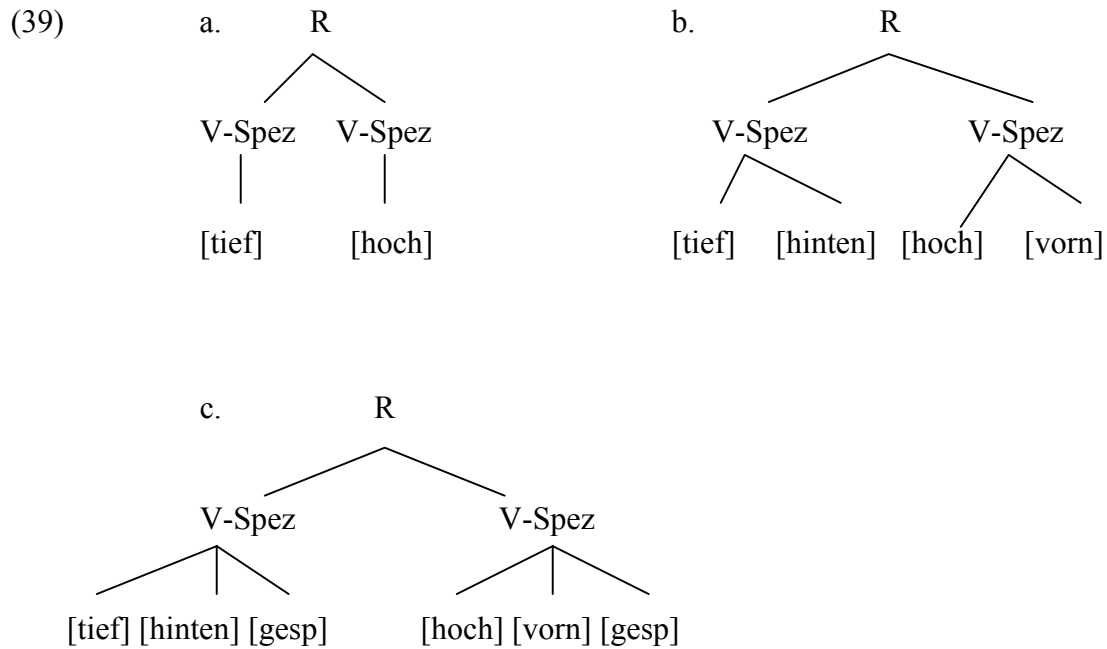 (39) a. R b. R
V-Spez V-Spez V-Spez V-Spez
[tief] [hoch] [tief] [hinten] [hoch] [vorn]
c. R
V-Spez V-Spez
[tief] [hinten] [gesp] [hoch] [vorn] [gesp]